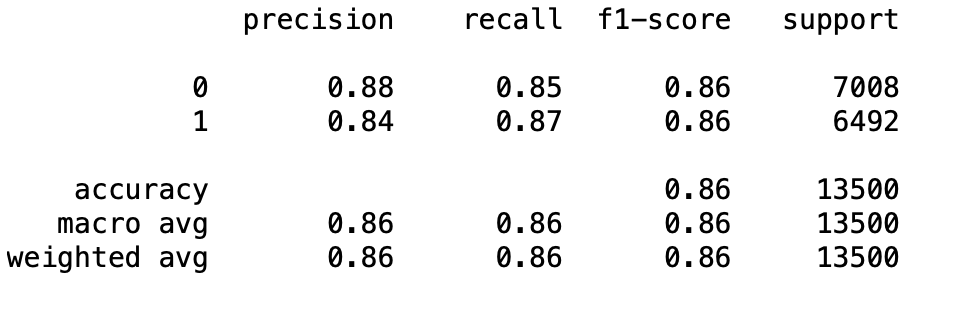 precision recall f1-score support
0 0.88 0.85 0.86 7008
1 0.84 0.87 0.86 6492
accuracy 0.86 13500
macro avg 0.86 0.86 0.86 13500
weighted avg 0.86 0.86 0.86 13500